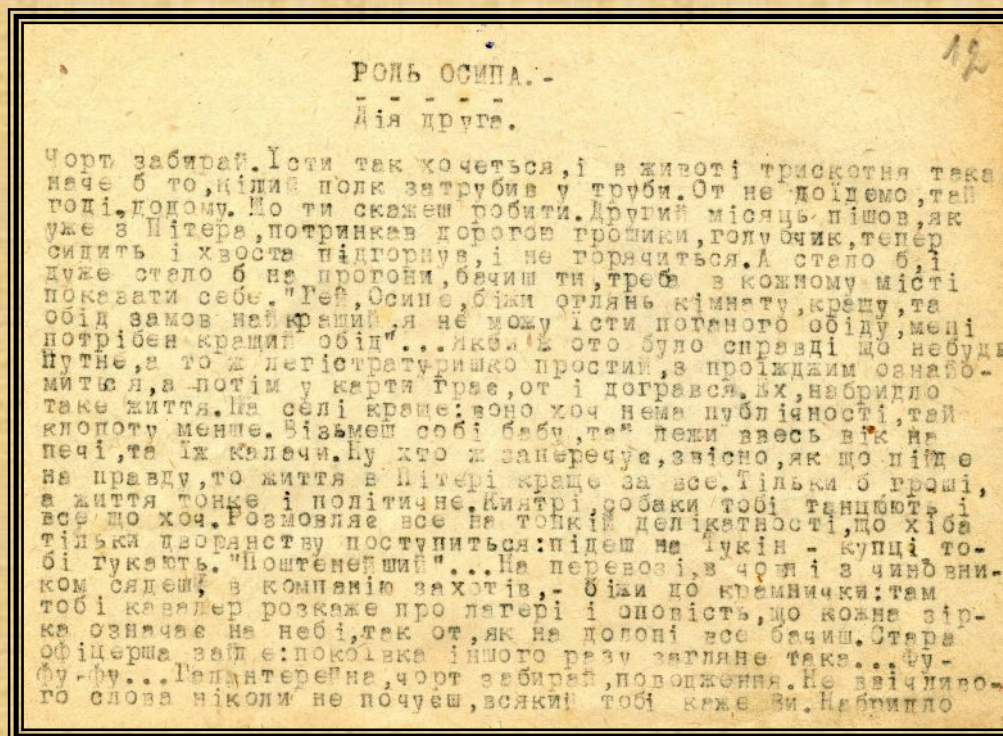 12
РОЛЬ ОСИПА.-
- - - - -
Дія друга.
Чорт забирай.Їсти так хочеться,і в животі трискотня така
наче б то,цілий полк затрубив у труби.От не доїдемо,тай
годі,додому.Що ти скажеш робити.Другий місяць пішов,як
уже з Пітера,потринкав дорогою грошики,голубчик,тепер
сидить і хвоста підгорнув,і не горячиться.А стало б,і
дуже стало б на прогони,бачиш ти,треба в кожному місті
показати себе."Гей,Осипе,біжи оглянь кімнату,кращу,та
обід замов найкращий,я не можу їсти поганого обіду,мені
потрібен кращий обід"...Якби ж ото було справді що небудь
путне,а то ж легістратуришко простий,з проїжджим ознайо-
миться,а потім у карти грає,от і догрався.Ех,набридло
таке життя.На селі краще:воно хоч нема публічності,тай
клопоту менше.Візьмеш собі бабу,тай лежи ввесь вік на
печі,та їж калачи.Ну хто ж заперечує,звісно,як що піде
на правду,то життя в Пітері краще за все.Тільки б гроші,
а життя тонке і політичне.Киятрі,собаки тобі танцюють і
все що хоч.Розмовляє все на тонкій делікатності,що хіба
тільки дворянству поступиться:підеш на Щукін - купці то-
бі гукають."Поштенейший"...На перевозі,в човні з чиновни-
ком сядеш; в компанію захотів,- біжи до крамнички:там
тобі кавалер розкаже про лагері і оповість,що кожна зір-
ка означає на небі,так от,як на долоні все бачиш.Стара
офіцерша зайде:покоївка іншого разу загляне така...Фу-
фу-фу...Галантерейна,чорт забирай,поводження.Не ввічливо-
го слова ніколи не почуєш,всякий тобі каже Ви.Набридло